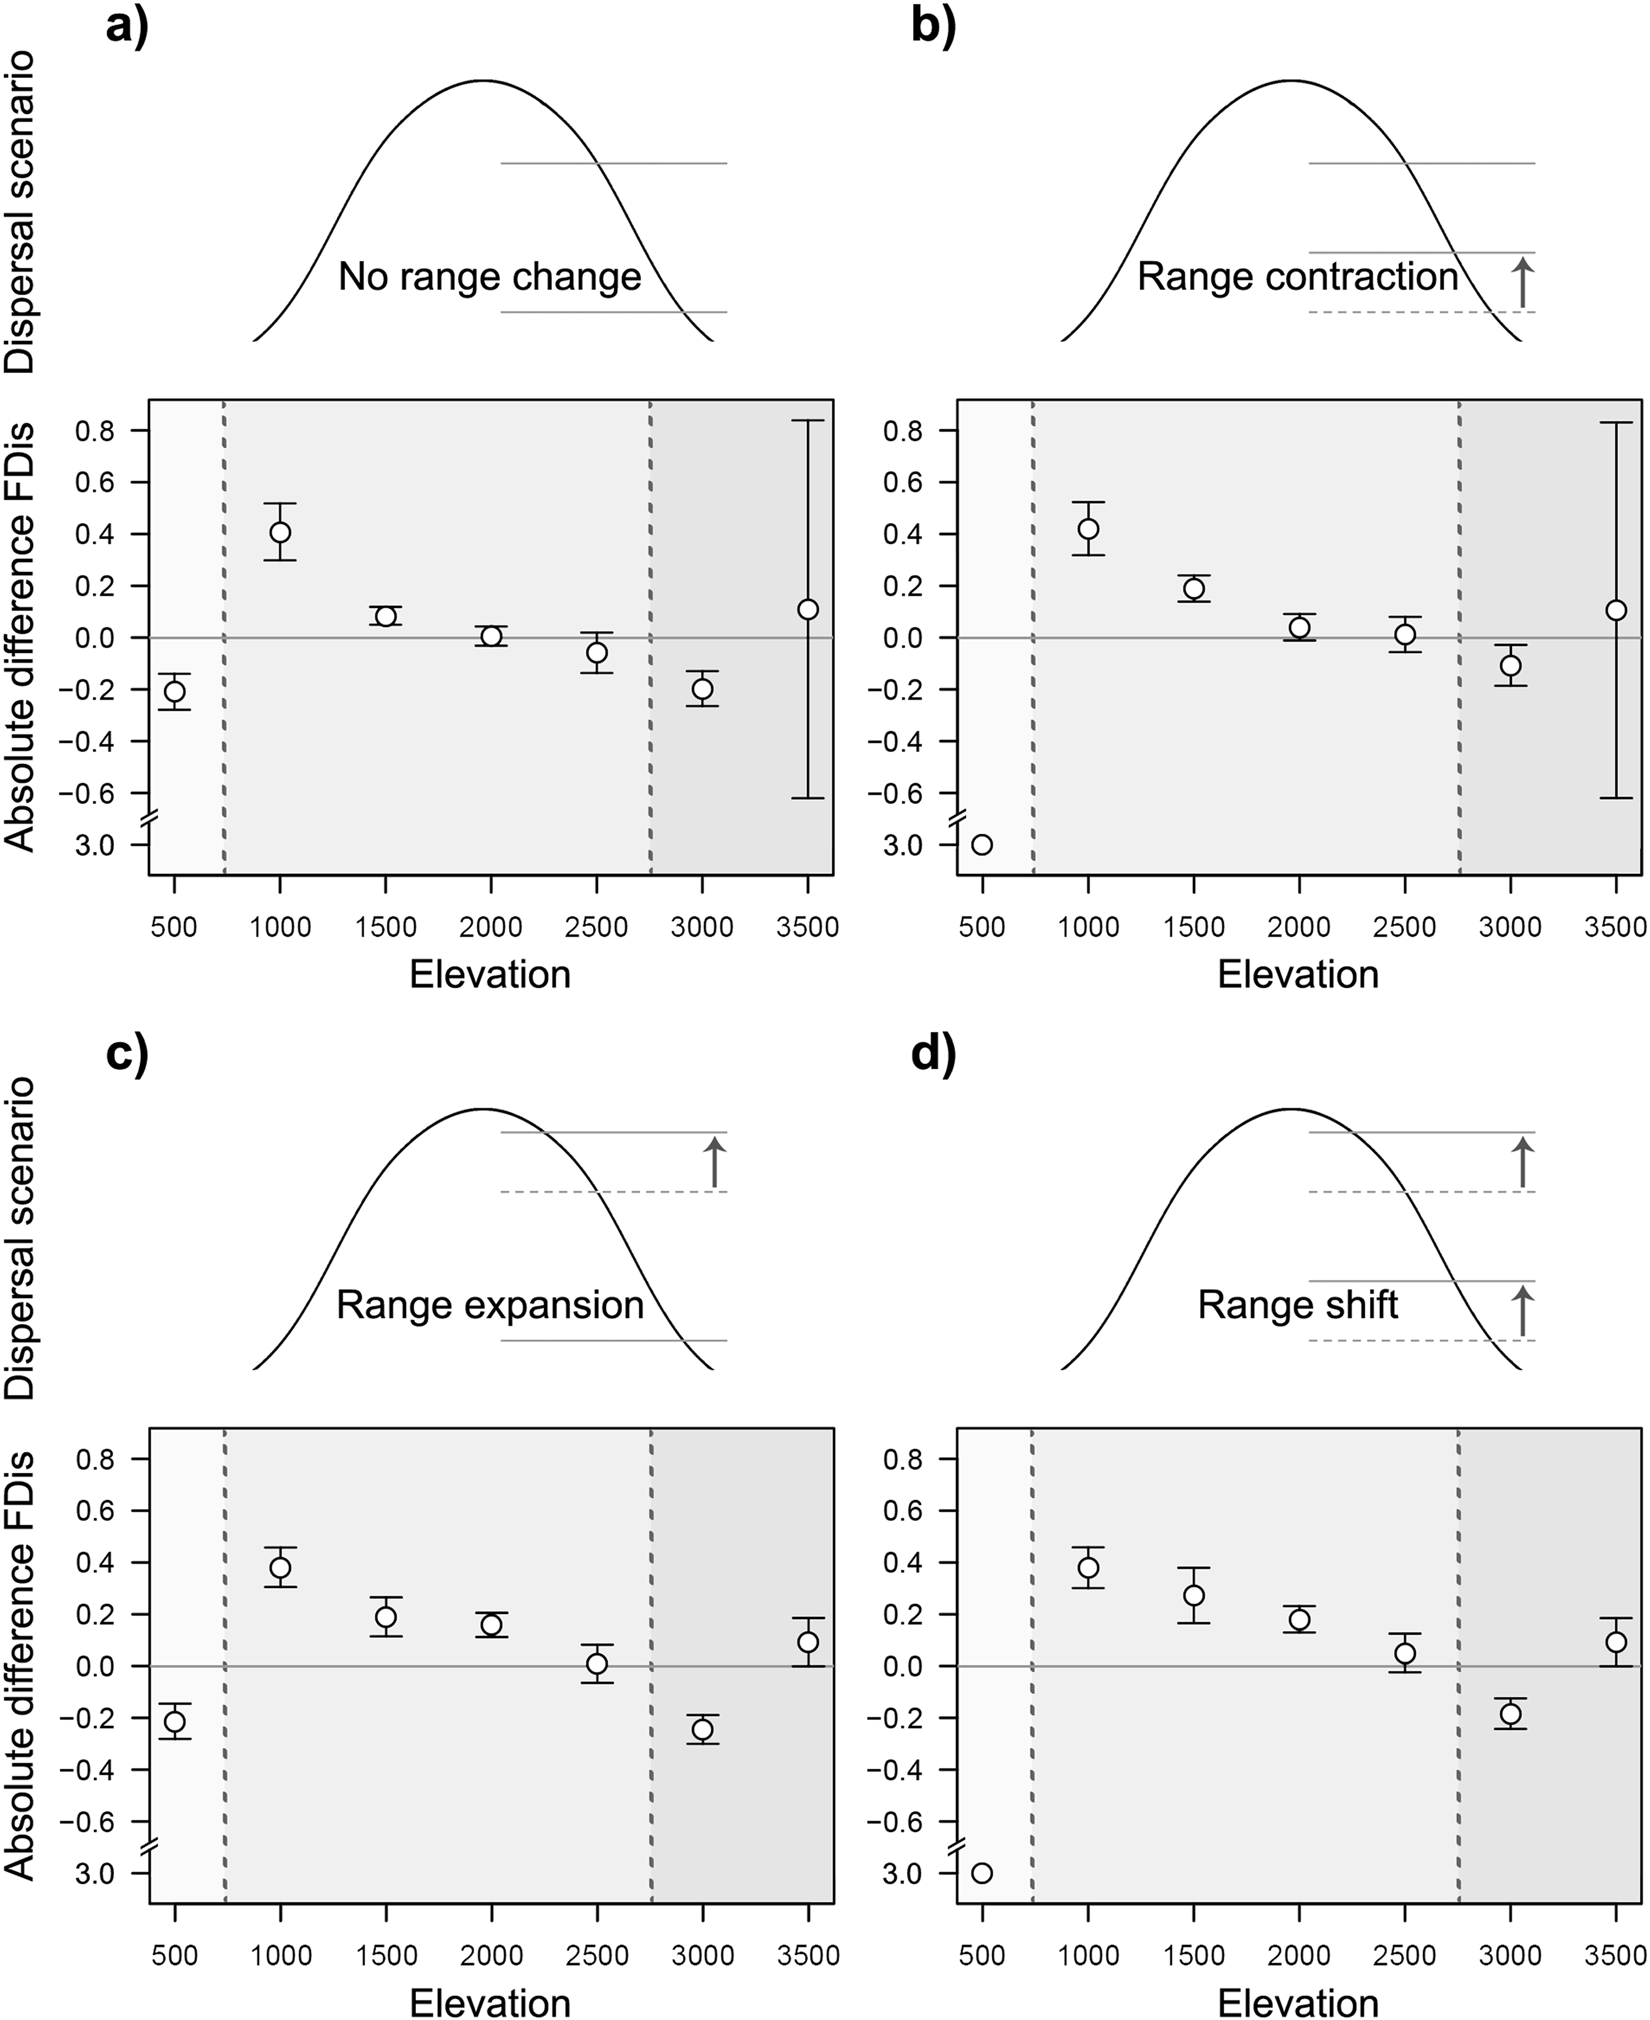 a)
Dispersal scenario
No range change
Absolute difference FDis
0.8
0.6
0.4
0.2
0.0
−0.2
−0.4
−0.6
3.0
500 1000 1500 2000 2500 3000 3500
Elevation
b)
Range contraction
0.8
0.6
0.4
0.2
0.0
−0.2
−0.4
−0.6
3.0
500 1000 1500 2000 2500 3000 3500
Elevation
c)
Dispersal scenario
Range expansion
Absolute difference FDis
0.8
0.6
0.4
0.2
0.0
−0.2
−0.4
−0.6
3.0
500 1000 1500 2000 2500 3000 3500
Elevation
d)
Range shift
0.8
0.6
0.4
0.2
0.0
−0.2
−0.4
−0.6
3.0
500 1000 1500 2000 2500 3000 3500
Elevation